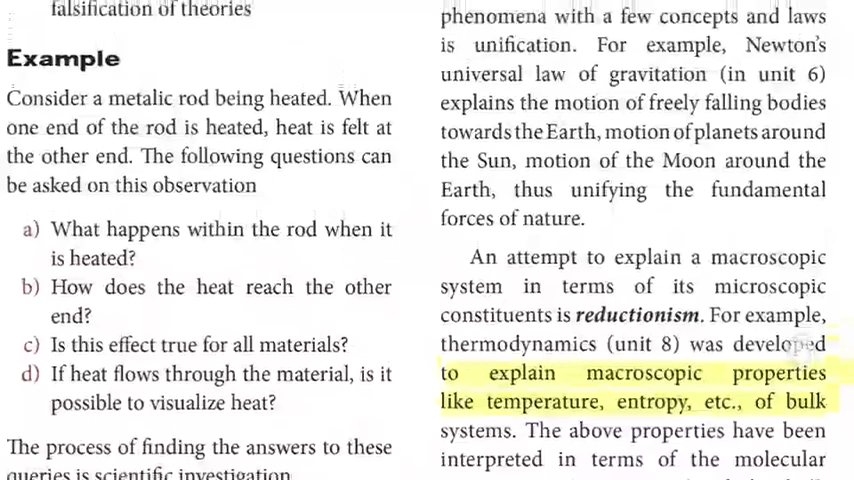 falsification of theories
Example
Consider a metalic rod being heated. When
one end of the rod is heated, heat is felt at
the other end. The following questions can
be asked on this observation
a) What happens within the rod when it
is heated?
b) How does the heat reach the other
end?
c) Is this effect true for all materials?
d) If heat flows through the material, is it
possible to visualize heat?
The process of finding the answers to these
queries is scientific investigation
phenomena with a few concepts and laws
is unification. For example, Newton's
universal law of gravitation (in unit 6)
explains the motion of freely falling bodies
towards the Earth, motion of planets around
the Sun, motion of the Moon around the
Earth, thus unifying the fundamental
forces of nature.
An attempt to explain a macroscopic
system in terms of its microscopic
constituents is reductionism. For example,
thermodynamics (unit 8) was developed
to explain macroscopic properties
like temperature, entropy, etc., of bulk
systems. The above properties have been
interpreted in terms of the molecular